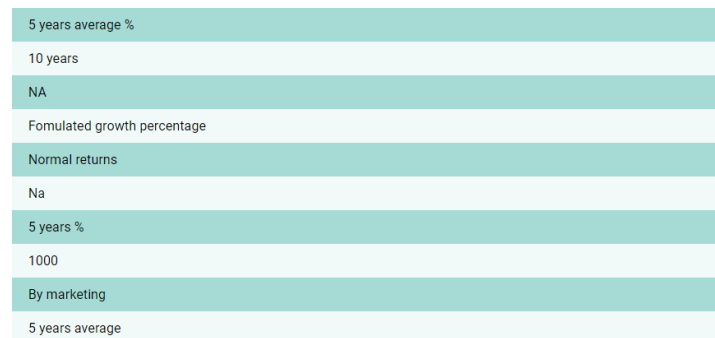 5 years average %
10 years
NA
Fomulated growth percentage
Normal returns
Na
5 years %
1000
By marketing
5 years average